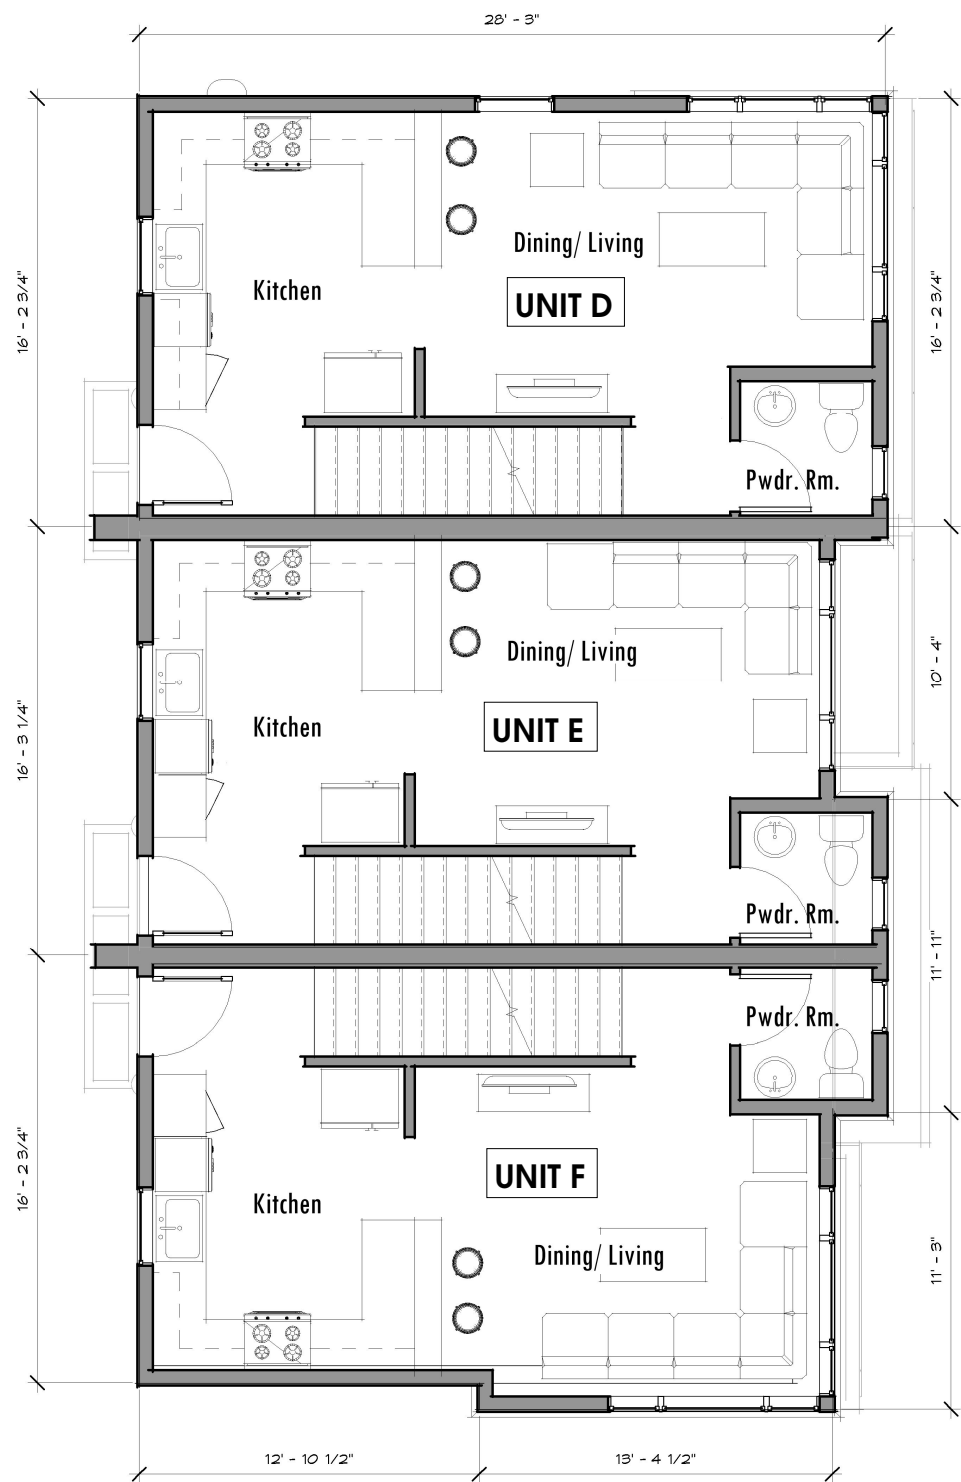 28' - 3"
16' - 2 3/4"
16' - 2 3/4"
Dining/ Living
Kitchen
UNIT D
Pwdr. Rm.
Dining/ Living
10' - 4"
16' - 3 1/4"
Kitchen
UNIT E
Pwdr. Rm.
11' - 11"
Pwdr. Rm.
16' - 2 3/4"
UNIT F
Kitchen
Dining/ Living
11' - 3"
12' - 10 1/2"
13' - 4 1/2"